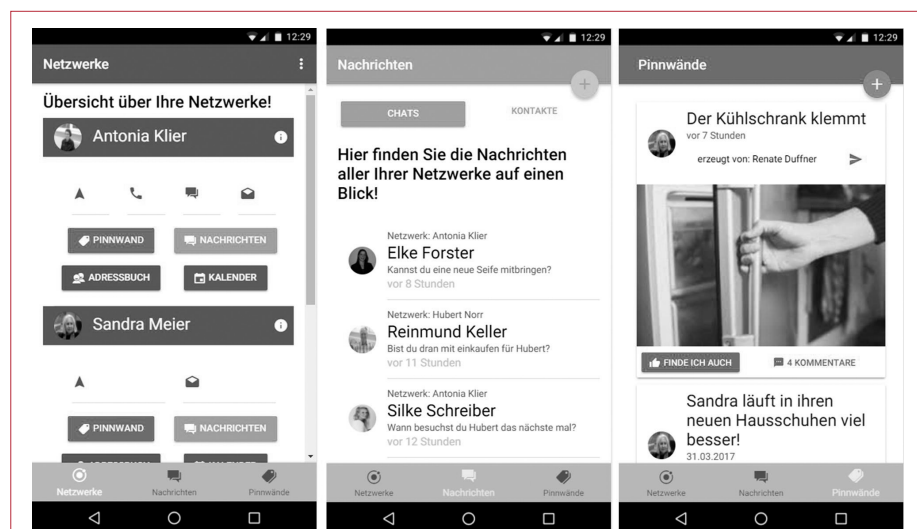 12:29
Netzwerke
Übersicht über Ihre Netzwerke!
Antonia Klier
PINNWAND
NACHRICHTEN
ADRESSBUCH
KALENDER
Sandra Meier
PINNWAND
NACHRICHTEN
Netzwerke
Nachrichten
Pinnwände
12:29
Nachrichten
CHATS
KONTAKTE
Hier finden Sie die Nachrichten
aller Ihrer Netzwerke auf einen
Blick!
Netzwerk: Antonia Klier
Elke Forster
Kannst du eine neue Seife mitbringen?
vor 8 Stunden
Netzwerk: Hubert Norr
Reinmund Keller
Bist du dran mit einkaufen für Hubert?
vor 11 Stunden
Netzwerk: Antonia Klier
Silke Schreiber
Wann besuchst du Hubert das nächste mal?
vor 12 Stunden
Netzwerke
Nachrichten
Pinnwände
12:29
Pinnwände
Der Kühlschrank klemmt
vor 7 Stunden
erzeugt von: Renate Duffner
FINDE ICH AUCH
4 KOMMENTARE
Sandra läuft in ihren
neuen Hausschuhen viel
besser!
31.03.2017
Netzwerke
Nachrichten
Pinnwände